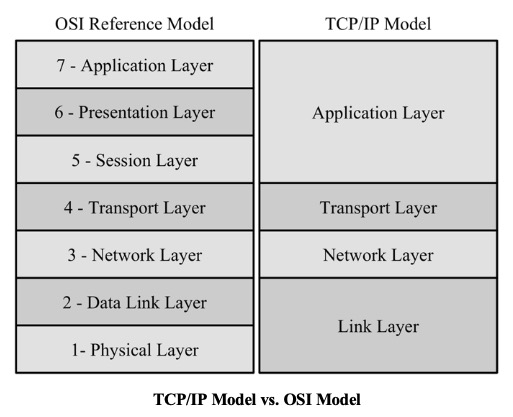 OSI Reference Model
TCP/IP Model
7 - Application Layer
6 - Presentation Layer
5 - Session Layer
4 - Transport Layer
3 - Network Layer
2 - Data Link Layer
1- Physical Layer
Application Layer
Transport Layer
Network Layer
Link Layer
TCP/IP Model vs. OSI Model